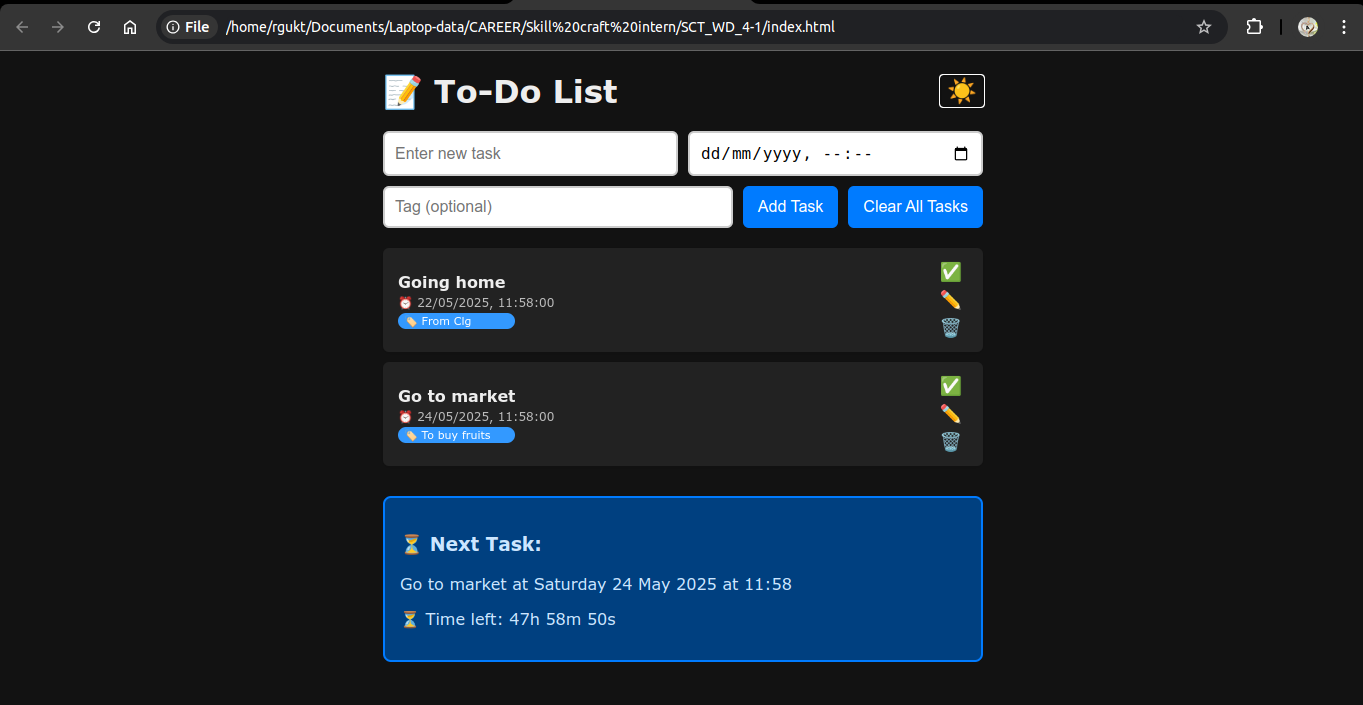 File /home/rgukt/Documents/Laptop-data/CAREER/Skill%20craft%20intern/SCT_WD_4-1/index.html
📝 To-Do List
Enter new task dd/mm/yyyy, --:--
Tag (optional) Add Task Clear All Tasks
Going home
⏰ 22/05/2025, 11:58:00
🏷️ From Clg
Go to market
⏰ 24/05/2025, 11:58:00
🏷️ To buy fruits
⏳ Next Task:
Go to market at Saturday 24 May 2025 at 11:58
⏳ Time left: 47h 58m 50s